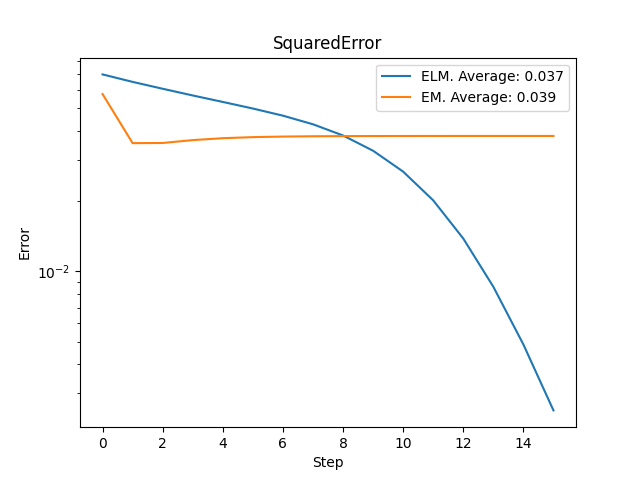 SquaredError
ELM. Average: 0.037
EM. Average: 0.039
Error
10⁻²
0 2 4 6 8 10 12 14
Step